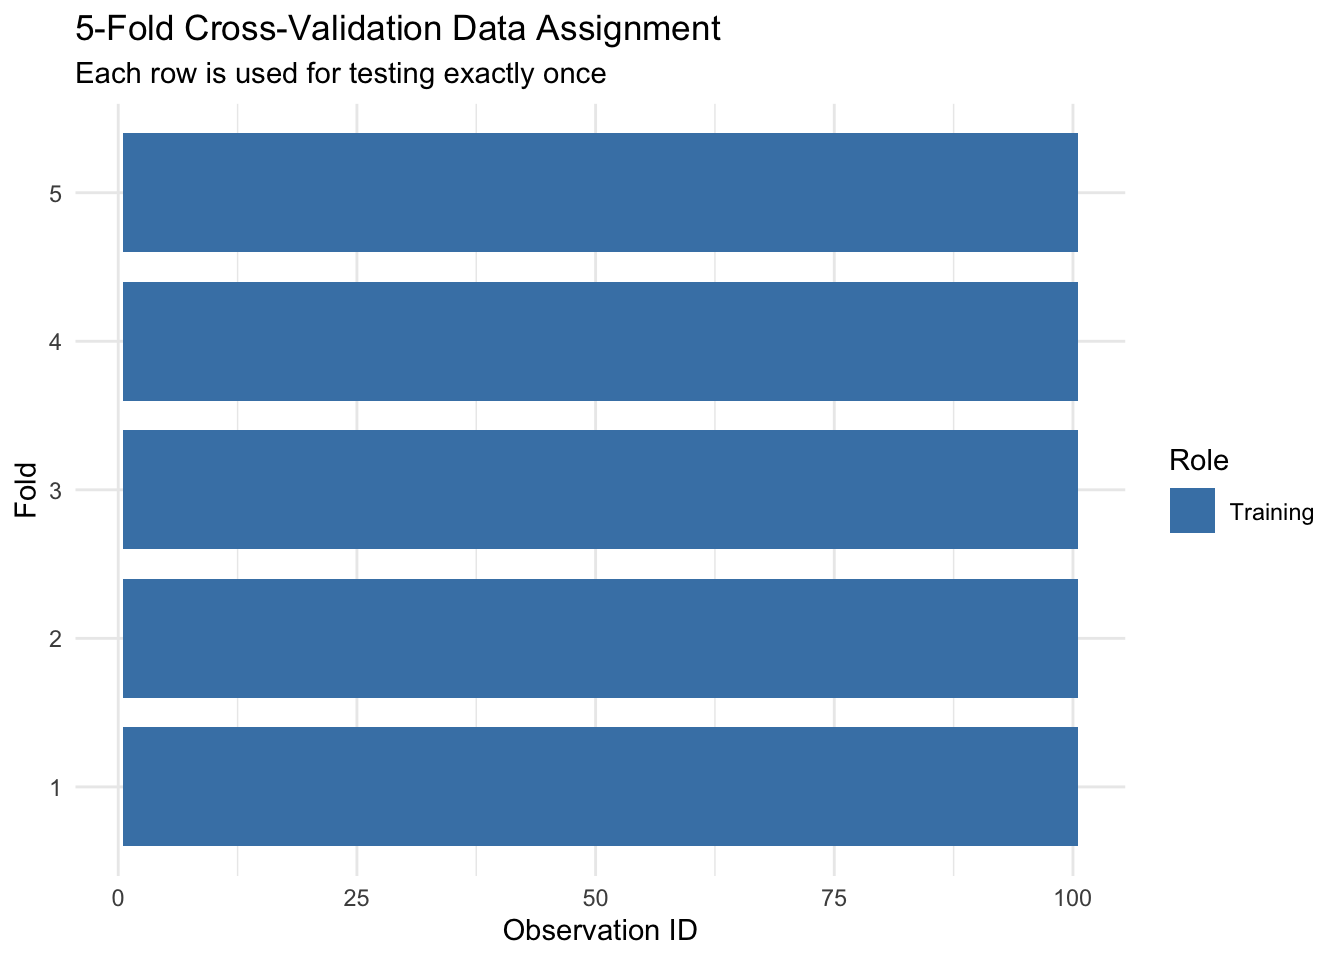 5-Fold Cross-Validation Data Assignment
Each row is used for testing exactly once
5
4
3
2
1
Fold
0 25 50 75 100
Observation ID
Role
Training